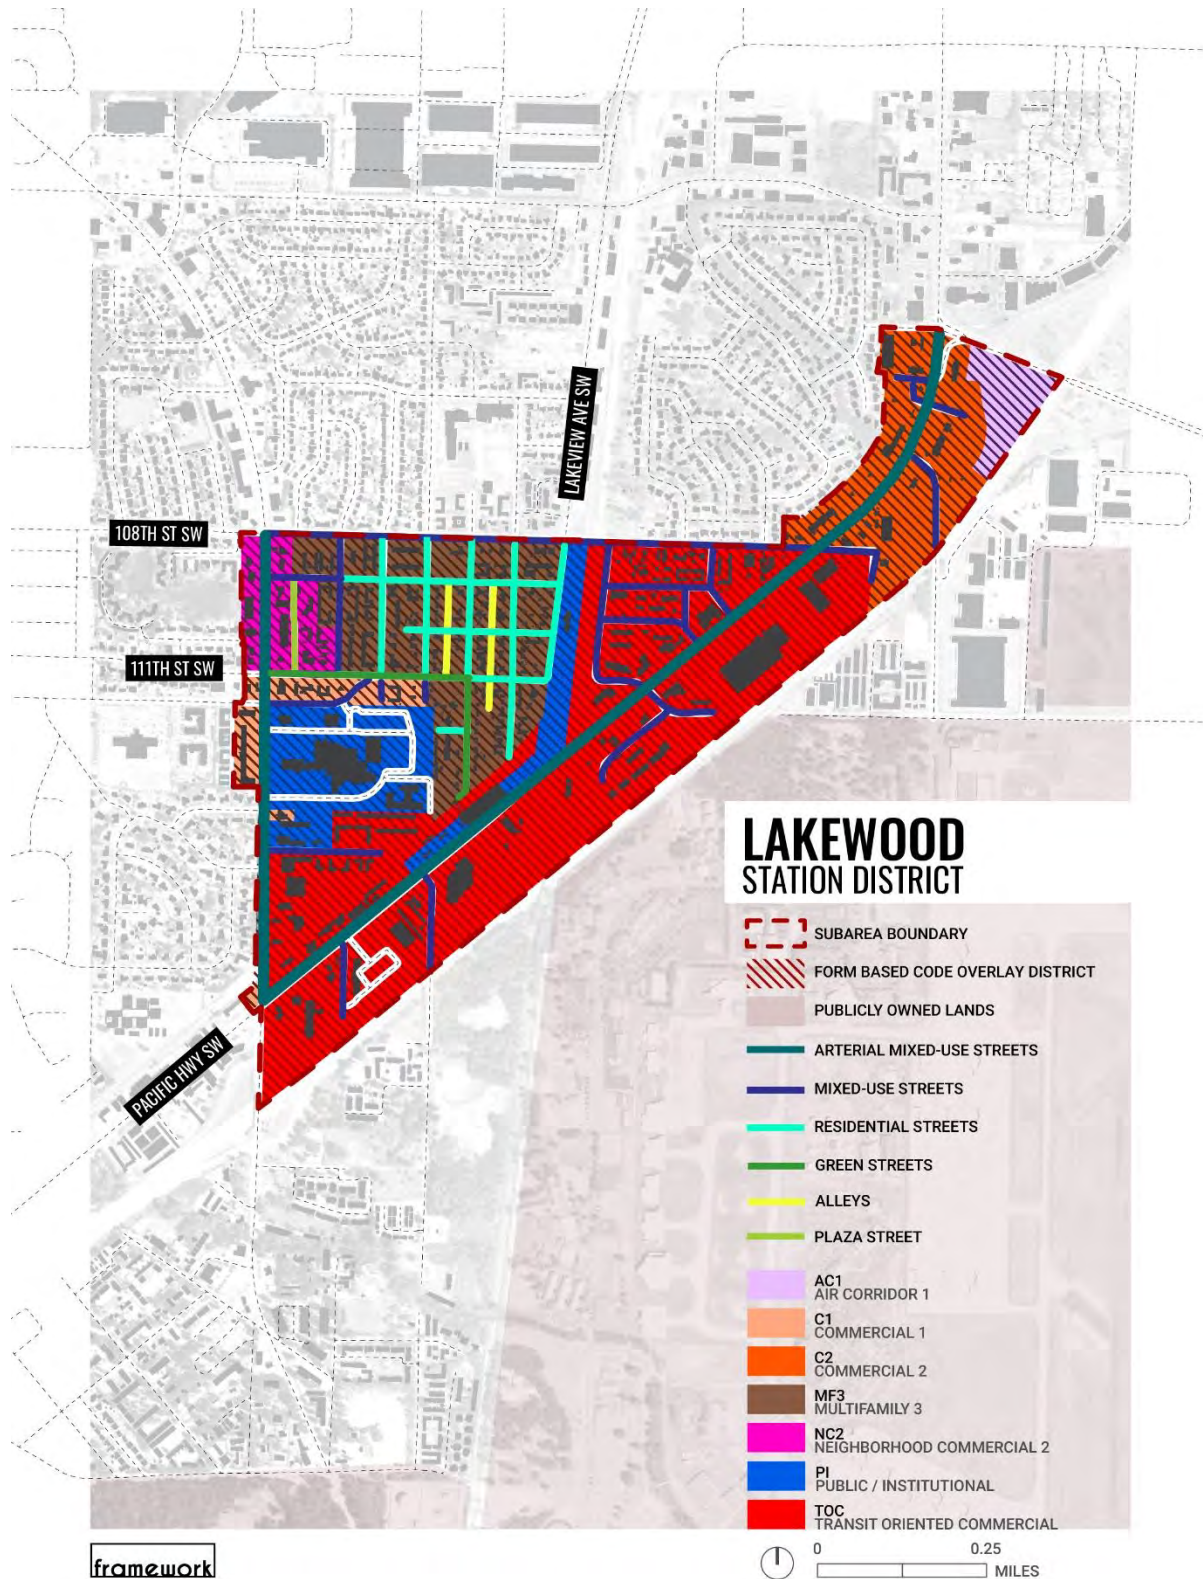 LAKEVIEW AVE SW
108TH ST SW
111TH ST SW
PACIFIC HWY SW
LAKEWOOD
STATION DISTRICT
SUBAREA BOUNDARY
FORM BASED CODE OVERLAY DISTRICT
PUBLICLY OWNED LANDS
ARTERIAL MIXED-USE STREETS
MIXED-USE STREETS
RESIDENTIAL STREETS
GREEN STREETS
ALLEYS
PLAZA STREET
AC1
AIR CORRIDOR 1
C1
COMMERCIAL 1
C2
COMMERCIAL 2
MF3
MULTIFAMILY 3
NC2
NEIGHBORHOOD COMMERCIAL 2
PI
PUBLIC / INSTITUTIONAL
TOC
TRANSIT ORIENTED COMMERCIAL
framework
0 0.25
MILES